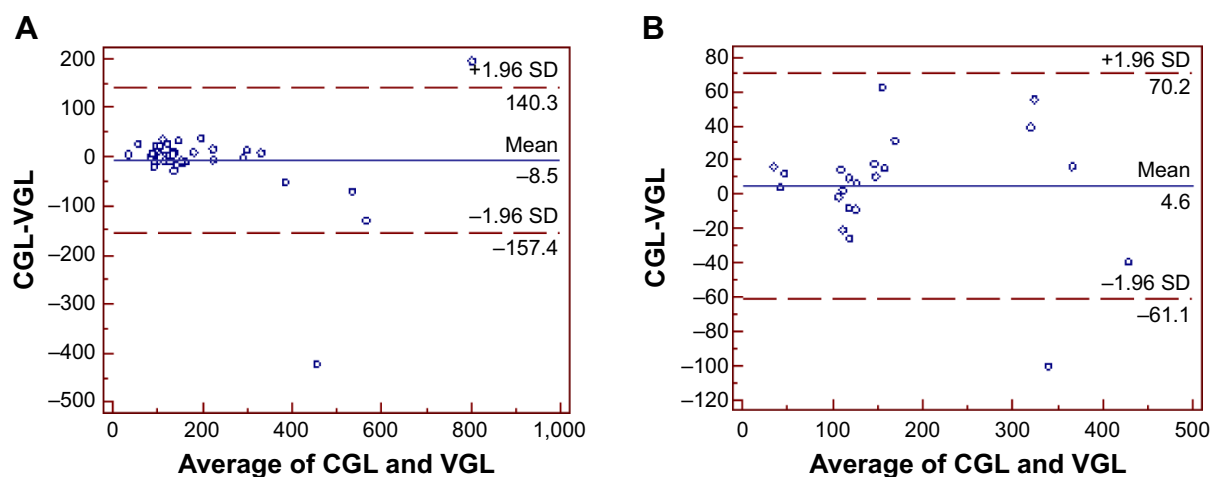 A
CGL-VGL
200
100
0
–100
–200
–300
–400
–500
+1.96 SD
140.3
Mean
–8.5
–1.96 SD
–157.4
0 200 400 600 800 1,000
Average of CGL and VGL
B
CGL-VGL
80
60
40
20
0
–20
–40
–60
–80
–100
–120
+1.96 SD
70.2
Mean
4.6
–1.96 SD
–61.1
0 100 200 300 400 500
Average of CGL and VGL